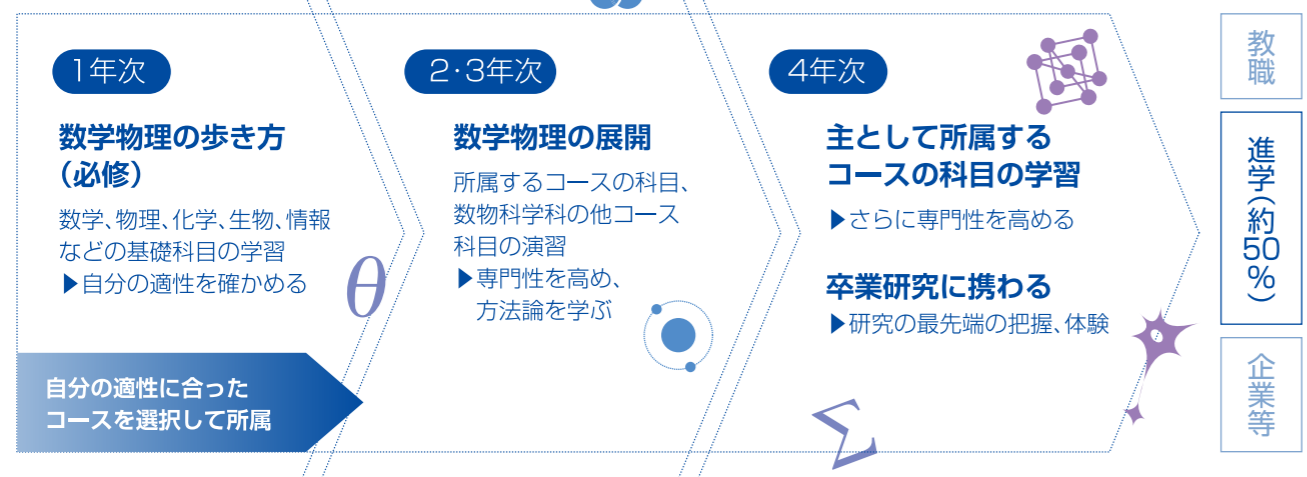 1年次
数学物理の歩き方
（必修）
数学、物理、化学、生物、情報
などの基礎科目の学習
▶自分の適性を確かめる
θ
自分の適性に合った
コースを選択して所属
2・3年次
数学物理の展開
所属するコースの科目、
数物科学科の他コース
科目の演習
▶専門性を高め、
方法論を学ぶ
4年次
主として所属する
コースの科目の学習
▶さらに専門性を高める
卒業研究に携わる
▶研究の最先端の把握、体験
Σ
教職
進学（約50％）
企業等